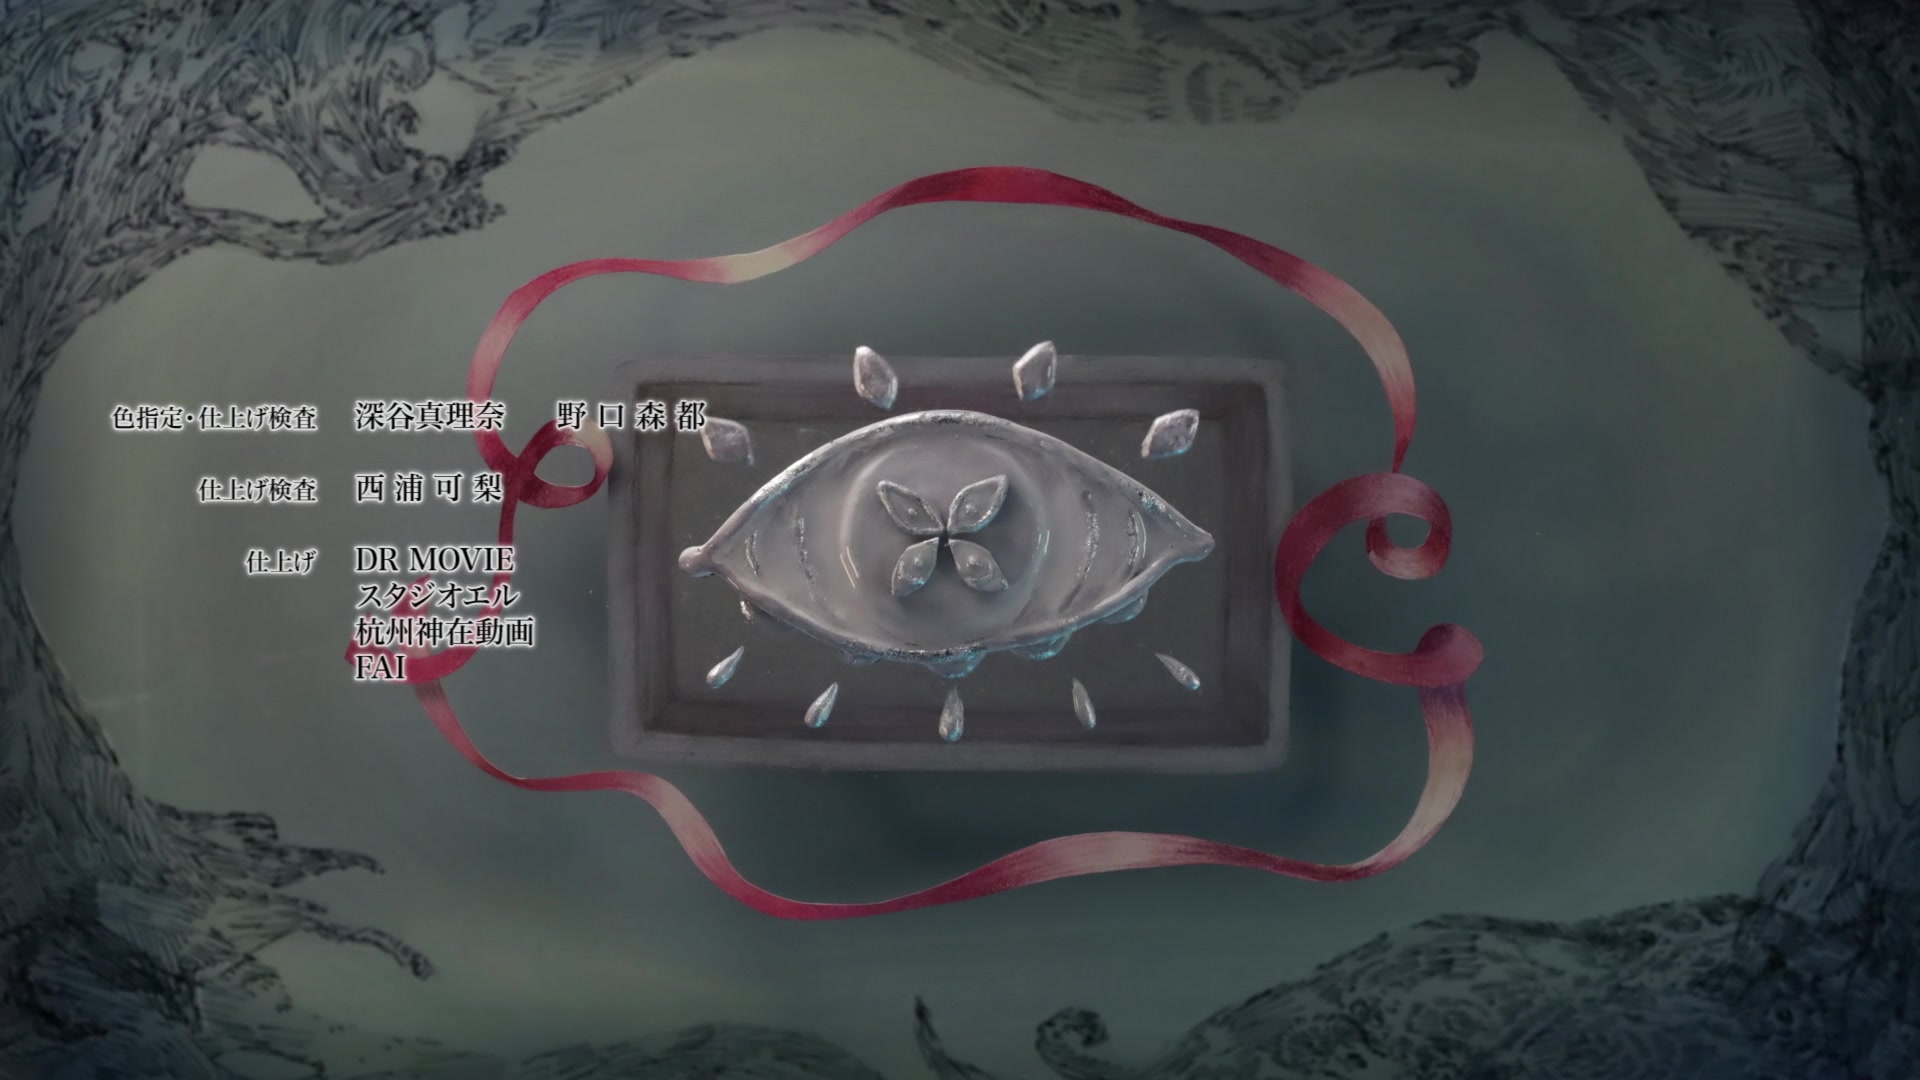 色指定・仕上げ検査 深谷真理奈 野口森都
仕上げ検査 西浦可梨
仕上げ DR MOVIE
スタジオエル
杭州神在動画
FAI